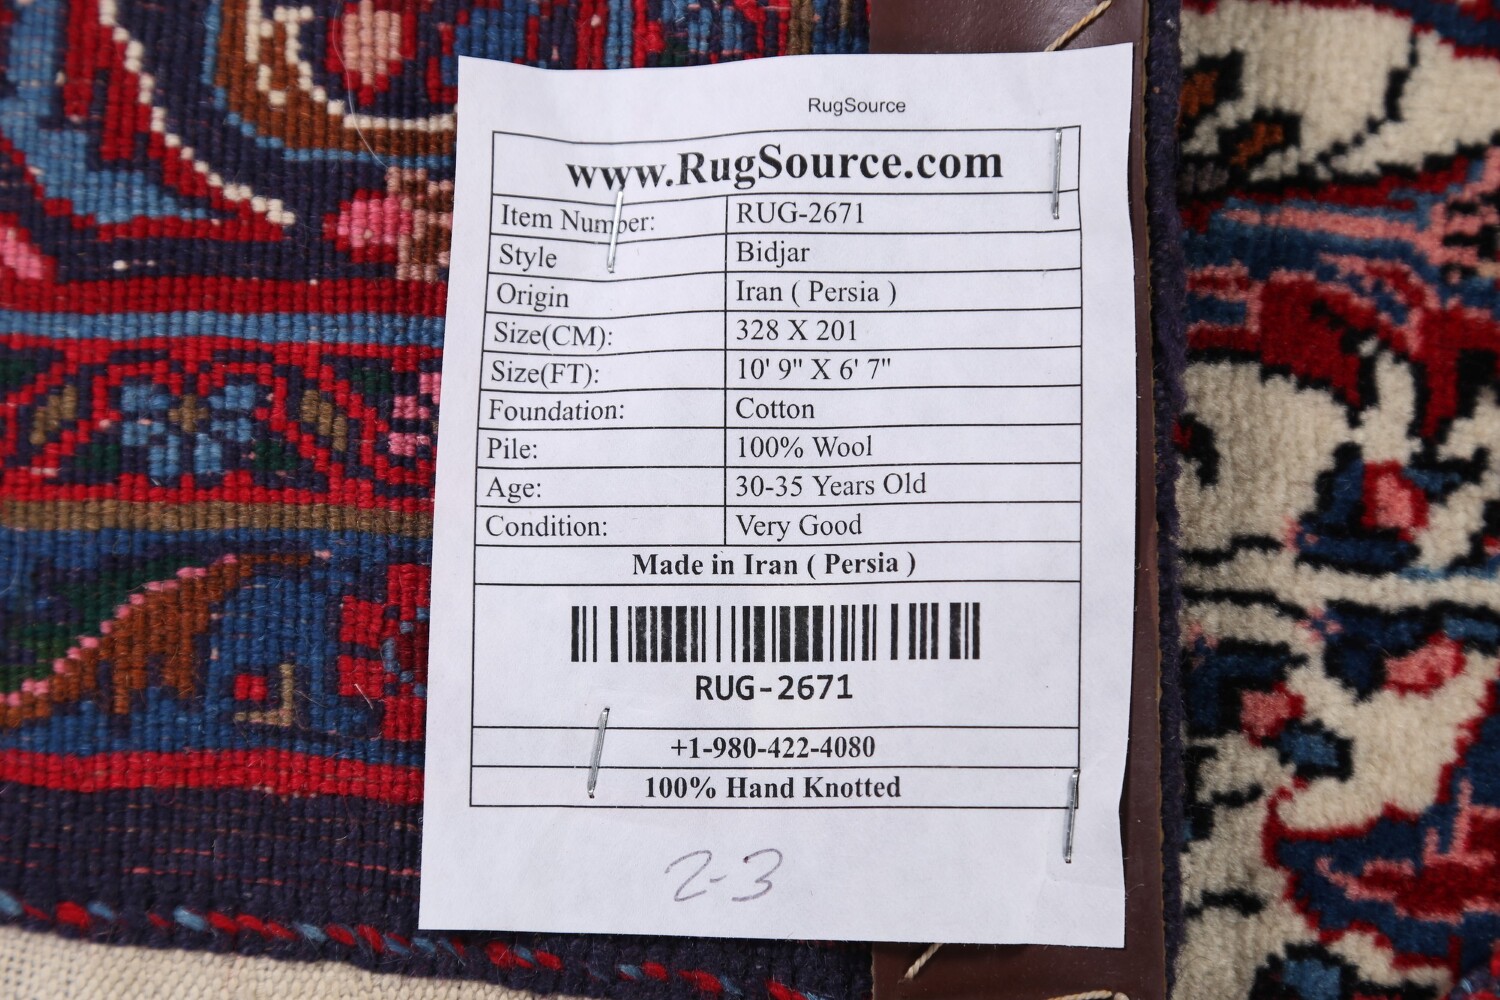 RugSource
www.RugSource.com
Item Number: RUG-2671
Style Bidjar
Origin Iran ( Persia )
Size(CM): 328 X 201
Size(FT): 10' 9" X 6' 7"
Foundation: Cotton
Pile: 100% Wool
Age: 30-35 Years Old
Condition: Very Good
Made in Iran ( Persia )
RUG-2671
+1-980-422-4080
100% Hand Knotted
2-3